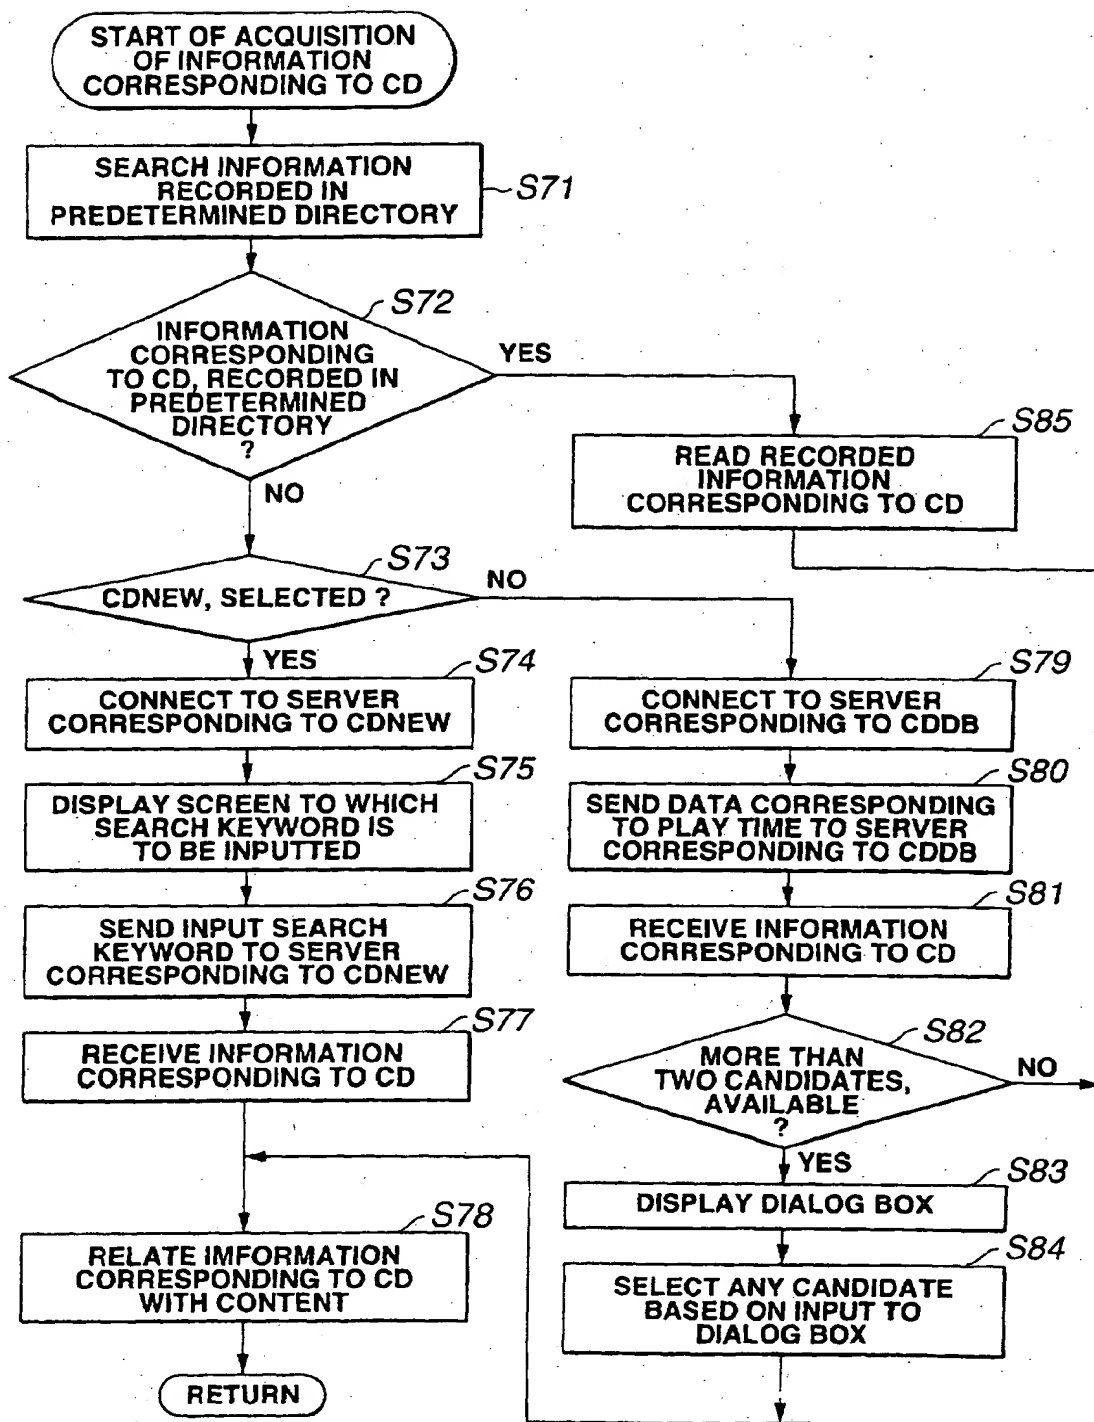 START OF ACQUISITION
OF INFORMATION
CORRESPONDING TO CD
SEARCH INFORMATION
RECORDED IN
PREDETERMINED DIRECTORY
S71
S72
INFORMATION
CORRESPONDING
TO CD, RECORDED IN
PREDETERMINED
DIRECTORY
?
YES
NO
S85
READ RECORDED
INFORMATION
CORRESPONDING TO CD
S73
CDNEW, SELECTED ?
NO
YES
S74
CONNECT TO SERVER
CORRESPONDING TO CDNEW
S75
DISPLAY SCREEN TO WHICH
SEARCH KEYWORD IS
TO BE INPUTTED
S76
SEND INPUT SEARCH
KEYWORD TO SERVER
CORRESPONDING TO CDNEW
S77
RECEIVE INFORMATION
CORRESPONDING TO CD
S78
RELATE IMFORMATION
CORRESPONDING TO CD
WITH CONTENT
RETURN
S79
CONNECT TO SERVER
CORRESPONDING TO CDDB
S80
SEND DATA CORRESPONDING
TO PLAY TIME TO SERVER
CORRESPONDING TO CDDB
S81
RECEIVE INFORMATION
CORRESPONDING TO CD
S82
MORE THAN
TWO CANDIDATES,
AVAILABLE
?
NO
YES
S83
DISPLAY DIALOG BOX
S84
SELECT ANY CANDIDATE
BASED ON INPUT TO
DIALOG BOX